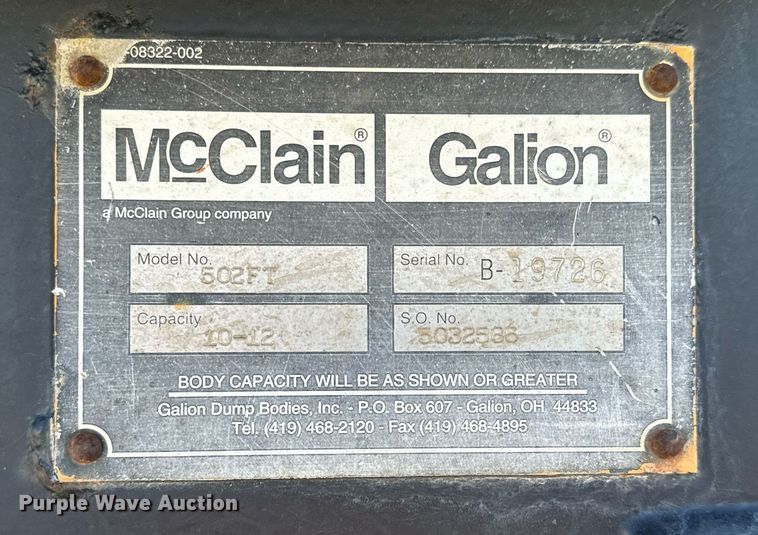 -08322-002
McClain® Galion®
a McClain Group company
Model No. 502FT Serial No. B-19726
Capacity 10-12 S.O. No. 5032586
BODY CAPACITY WILL BE AS SHOWN OR GREATER
Galion Dump Bodies, Inc. - P.O. Box 607 - Galion, OH 44833
Tel. (419) 468-2120 - Fax (419) 468-4895
Purple Wave Auction